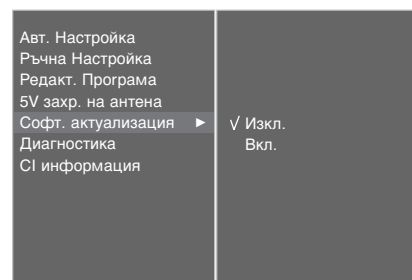 Авт. Настройка
Ръчна Настройка
Редакт. Програма
5V захр. на антена
Софт. актуализация ►
√ Изкл.
Диагностика
Вкл.
CI информация